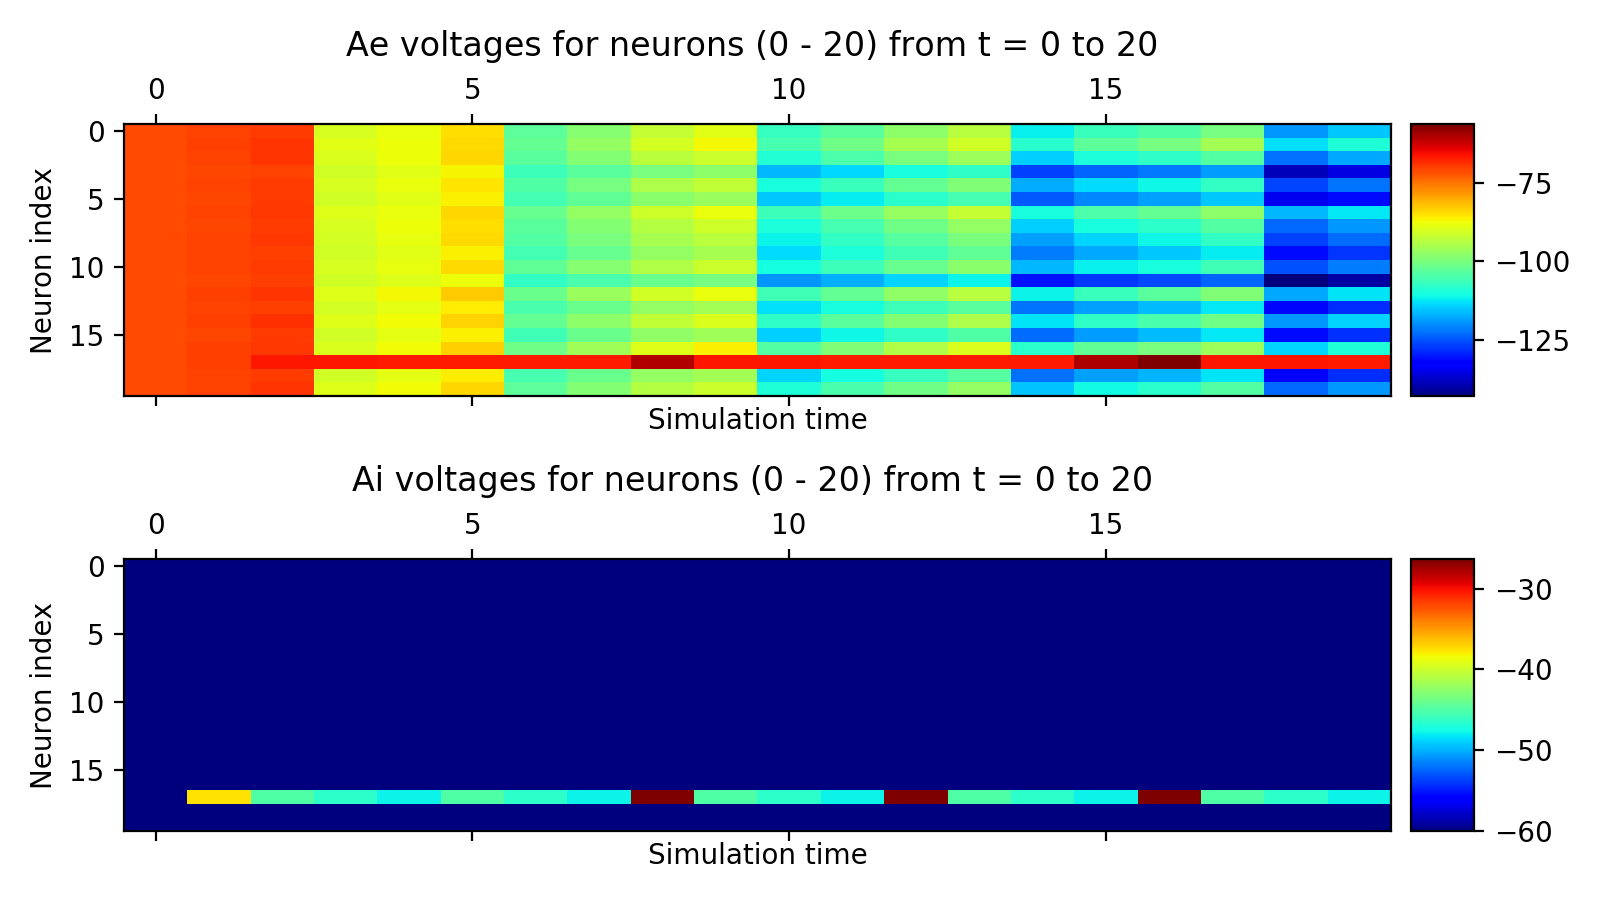 Ae voltages for neurons (0 - 20) from t = 0 to 20
0 5 10 15
Neuron index
0
5
10
15
−75
−100
−125
Simulation time
Ai voltages for neurons (0 - 20) from t = 0 to 20
0 5 10 15
Neuron index
0
5
10
15
−30
−40
−50
−60
Simulation time